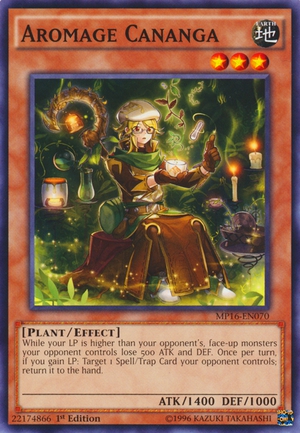 AROMAGE CANANGA
EARTH
地
MP16-EN070
[PLANT/EFFECT]
While your LP is higher than your opponent's, face-up monsters
your opponent controls lose 500 ATK and DEF. Once per turn,
if you gain LP: Target 1 Spell/Trap Card your opponent controls;
return it to the hand.
ATK/1400 DEF/1000
22174866 1st Edition ©1996 KAZUKI TAKAHASHI